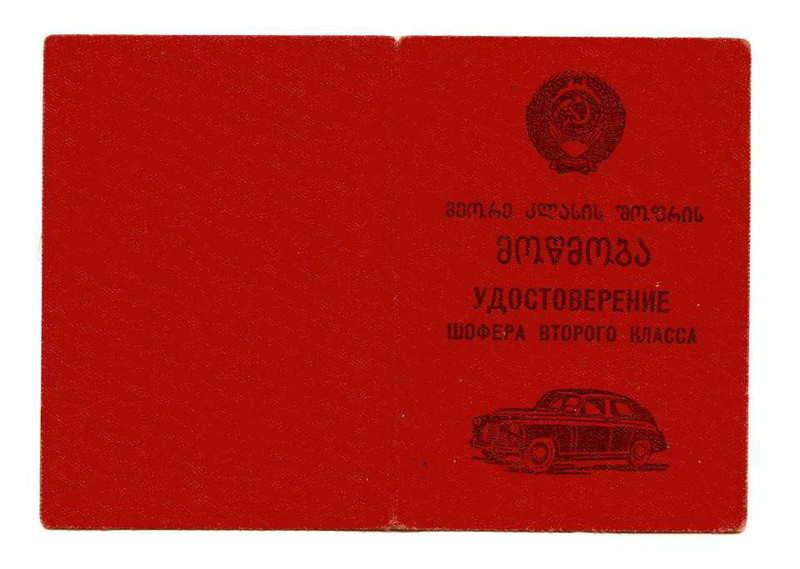 მეორე კლასის შოფრის
მოწმობა
УДОСТОВЕРЕНИЕ
ШОФЕРА ВТОРОГО КЛАССА